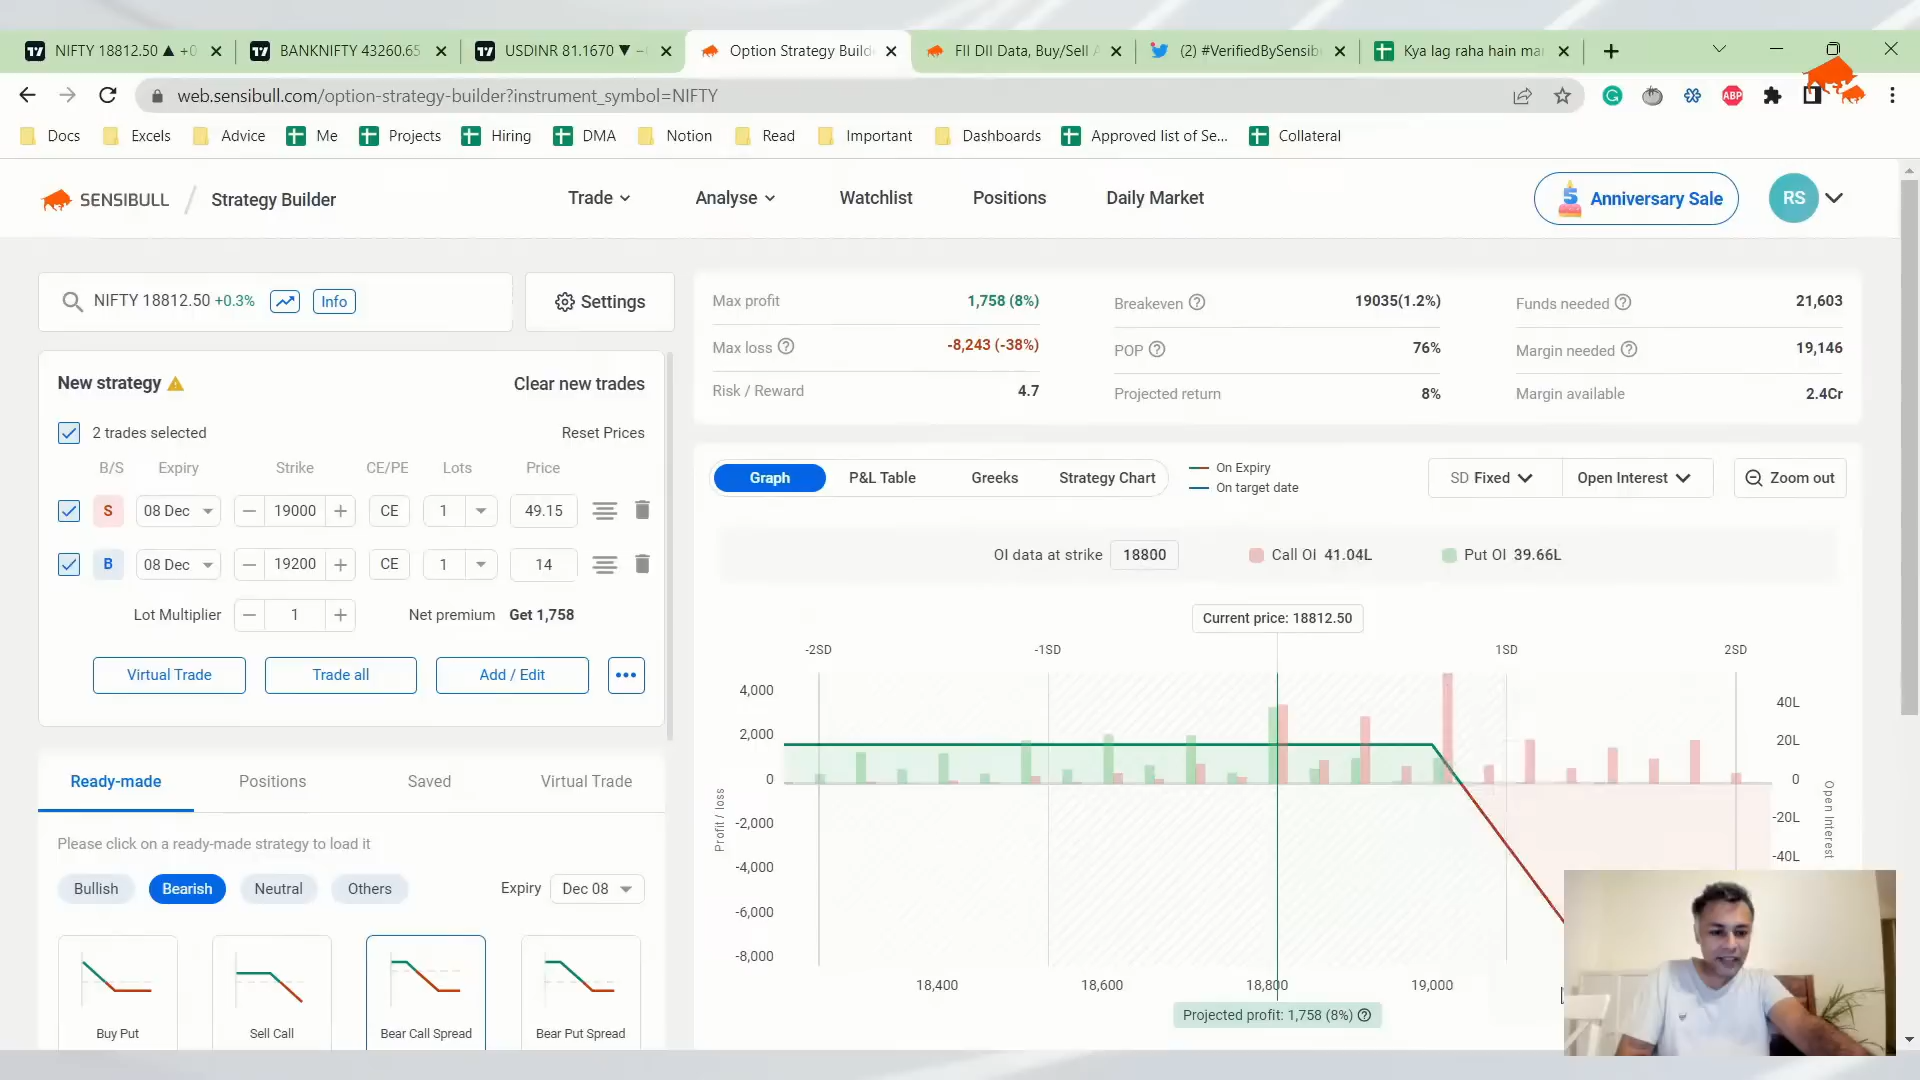 NIFTY 18812.50 ▲ +0
BANKNIFTY 43260.65
USDINR 81.1670 ▼ −
Option Strategy Build
FII DII Data, Buy/Sell A
(2) #VerifiedBySensib
Kya lag raha hain ma
web.sensibull.com/option-strategy-builder?instrument_symbol=NIFTY
ABP
Docs
Excels
Advice
Me
Projects
Hiring
DMA
Notion
Read
Important
Dashboards
Approved list of Se...
Collateral
SENSIBULL / Strategy Builder
Trade
Analyse
Watchlist
Positions
Daily Market
5 Anniversary Sale
RS
NIFTY 18812.50 +0.3%
Info
Settings
New strategy
Clear new trades
2 trades selected
Reset Prices
B/S Expiry Strike CE/PE Lots Price
S 08 Dec — 19000 + CE 1 49.15
B 08 Dec — 19200 + CE 1 14
Lot Multiplier — 1 + Net premium Get 1,758
Virtual Trade
Trade all
Add / Edit
Ready-made
Positions
Saved
Virtual Trade
Please click on a ready-made strategy to load it
Bullish
Bearish
Neutral
Others
Expiry Dec 08
Buy Put
Sell Call
Bear Call Spread
Bear Put Spread
Max profit 1,758 (8%)
Max loss -8,243 (-38%)
Risk / Reward 4.7
Breakeven 19035(1.2%)
POP 76%
Projected return 8%
Funds needed 21,603
Margin needed 19,146
Margin available 2.4Cr
Graph
P&L Table
Greeks
Strategy Chart
On Expiry
On target date
SD Fixed
Open Interest
Zoom out
OI data at strike 18800
Call OI 41.04L
Put OI 39.66L
Current price: 18812.50
-2SD
-1SD
1SD
2SD
4,000
2,000
0
-2,000
-4,000
-6,000
-8,000
Profit / loss
40L
20L
0
-20L
-40L
Open Interest
18,400
18,600
18,800
19,000
Projected profit: 1,758 (8%)